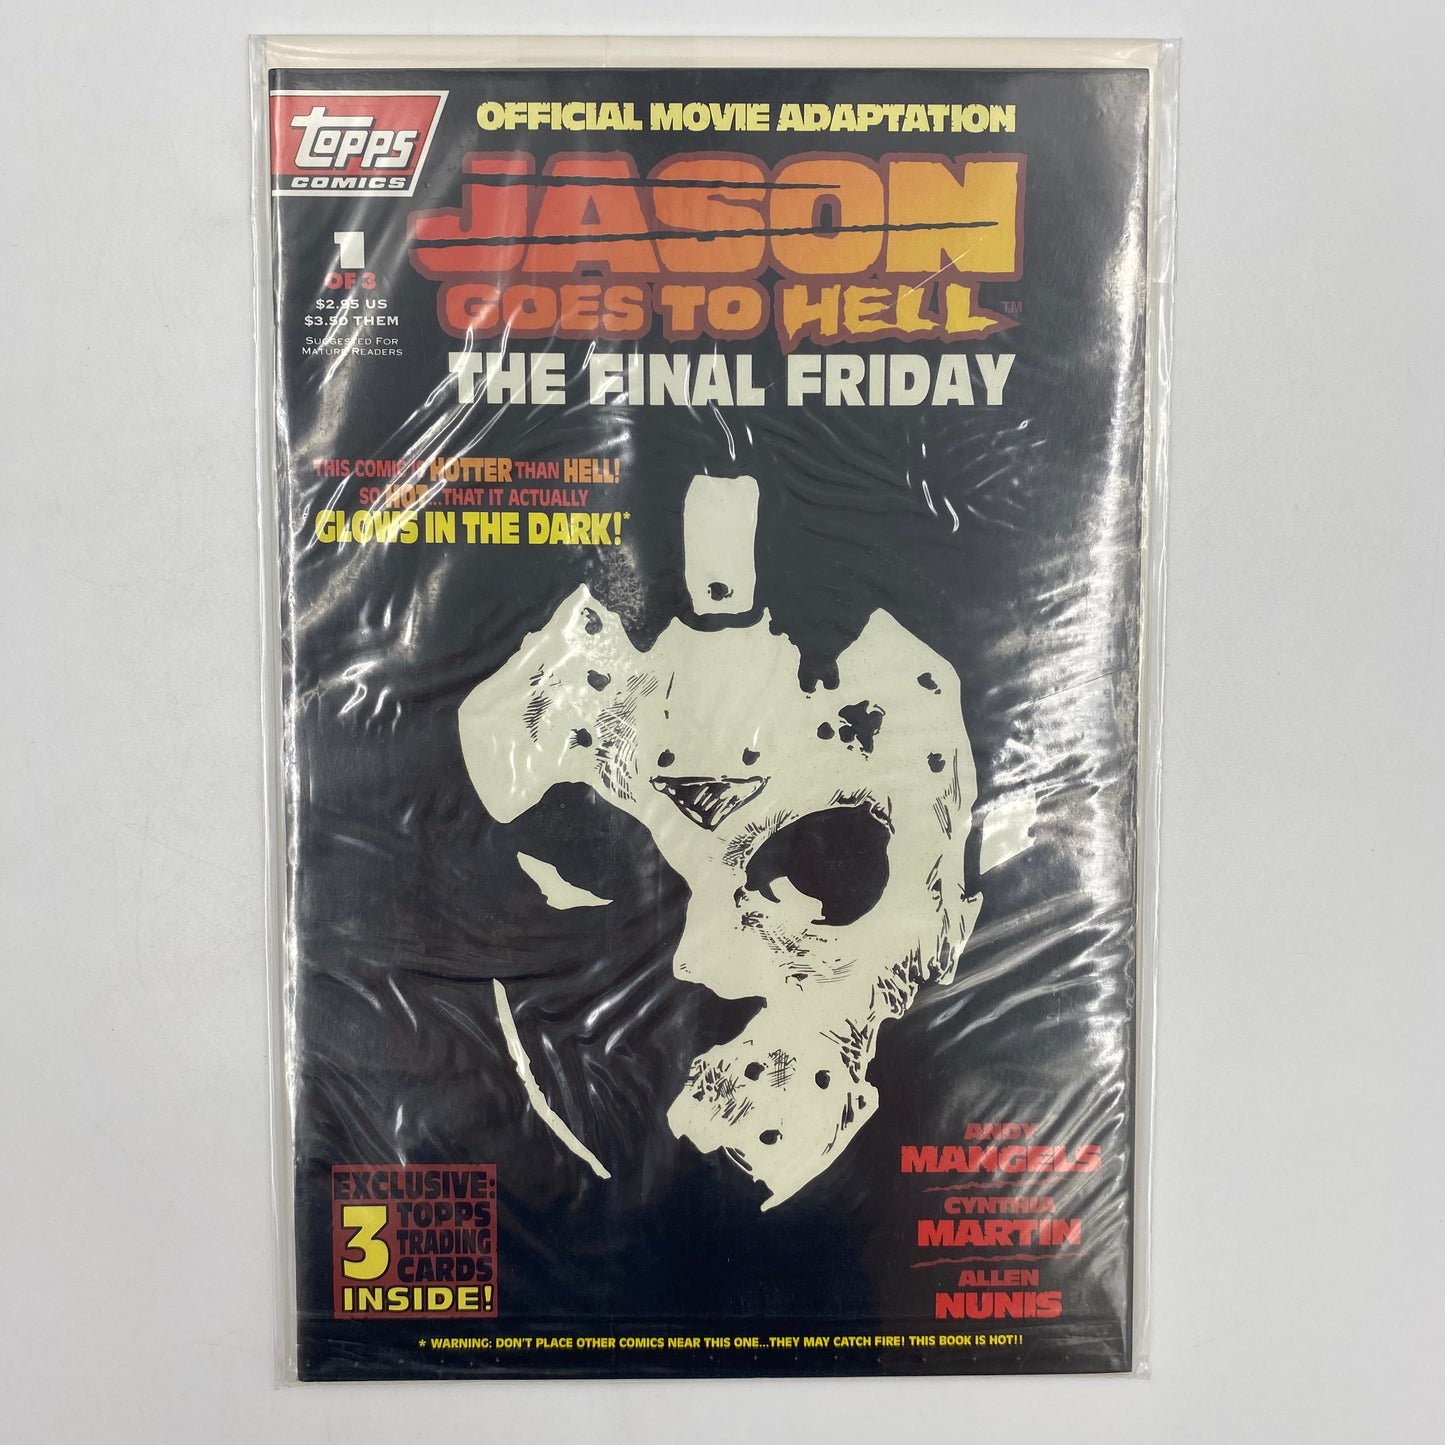 topps
COMICS
OFFICIAL MOVIE ADAPTATION
JASON
GOES TO HELL™
THE FINAL FRIDAY
1
OF 3
$2.95 US
$3.50 THEM
SUGGESTED FOR
MATURE READERS
THIS COMIC IS HOTTER THAN HELL!
SO HOT...THAT IT ACTUALLY
GLOWS IN THE DARK!*
ANDY
MANGELS
CYNTHIA
MARTIN
ALLEN
NUNIS
EXCLUSIVE:
3 TOPPS
TRADING
CARDS
INSIDE!
* WARNING: DON'T PLACE OTHER COMICS NEAR THIS ONE...THEY MAY CATCH FIRE! THIS BOOK IS HOT!!